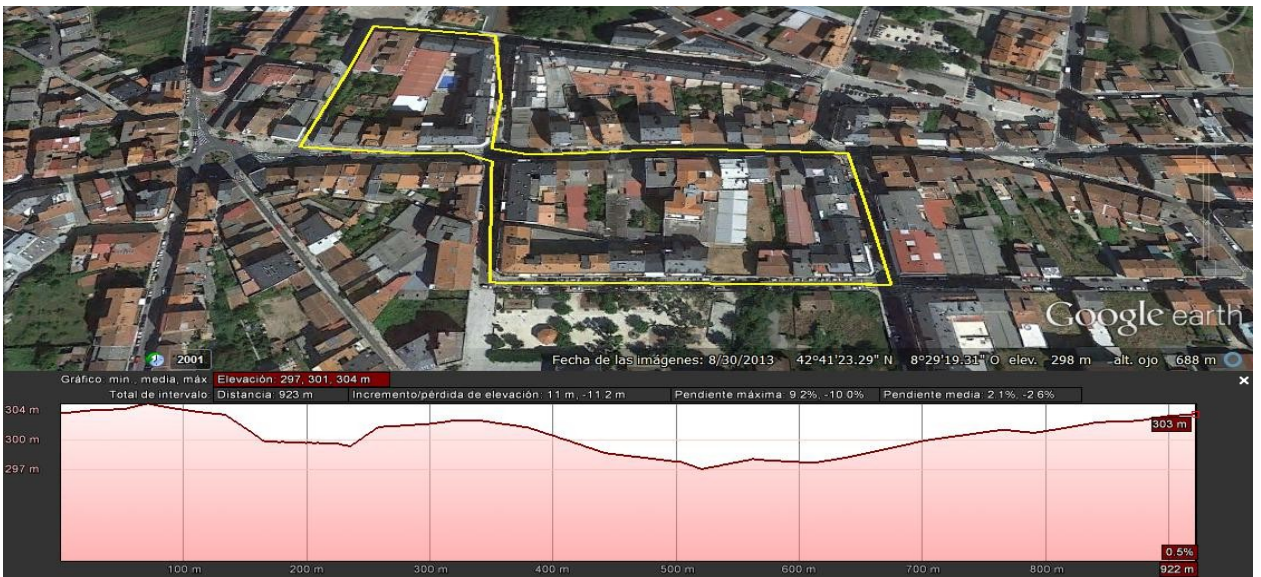 Google earth
2001
Fecha de las imágenes: 8/30/2013 42°41'23.29" N 8°29'19.31" O elev. 298 m alt. ojo 688 m
Gráfico: mín., media, máx. Elevación: 297, 301, 304 m
Total de intervalo: Distancia: 923 m Incremento/pérdida de elevación: 11 m, -11.2 m Pendiente máxima: 9.2%, -10.0% Pendiente media: 2.1%, -2.6%
304 m
303 m
300 m
297 m
0.5%
100 m 200 m 300 m 400 m 500 m 600 m 700 m 800 m 922 m